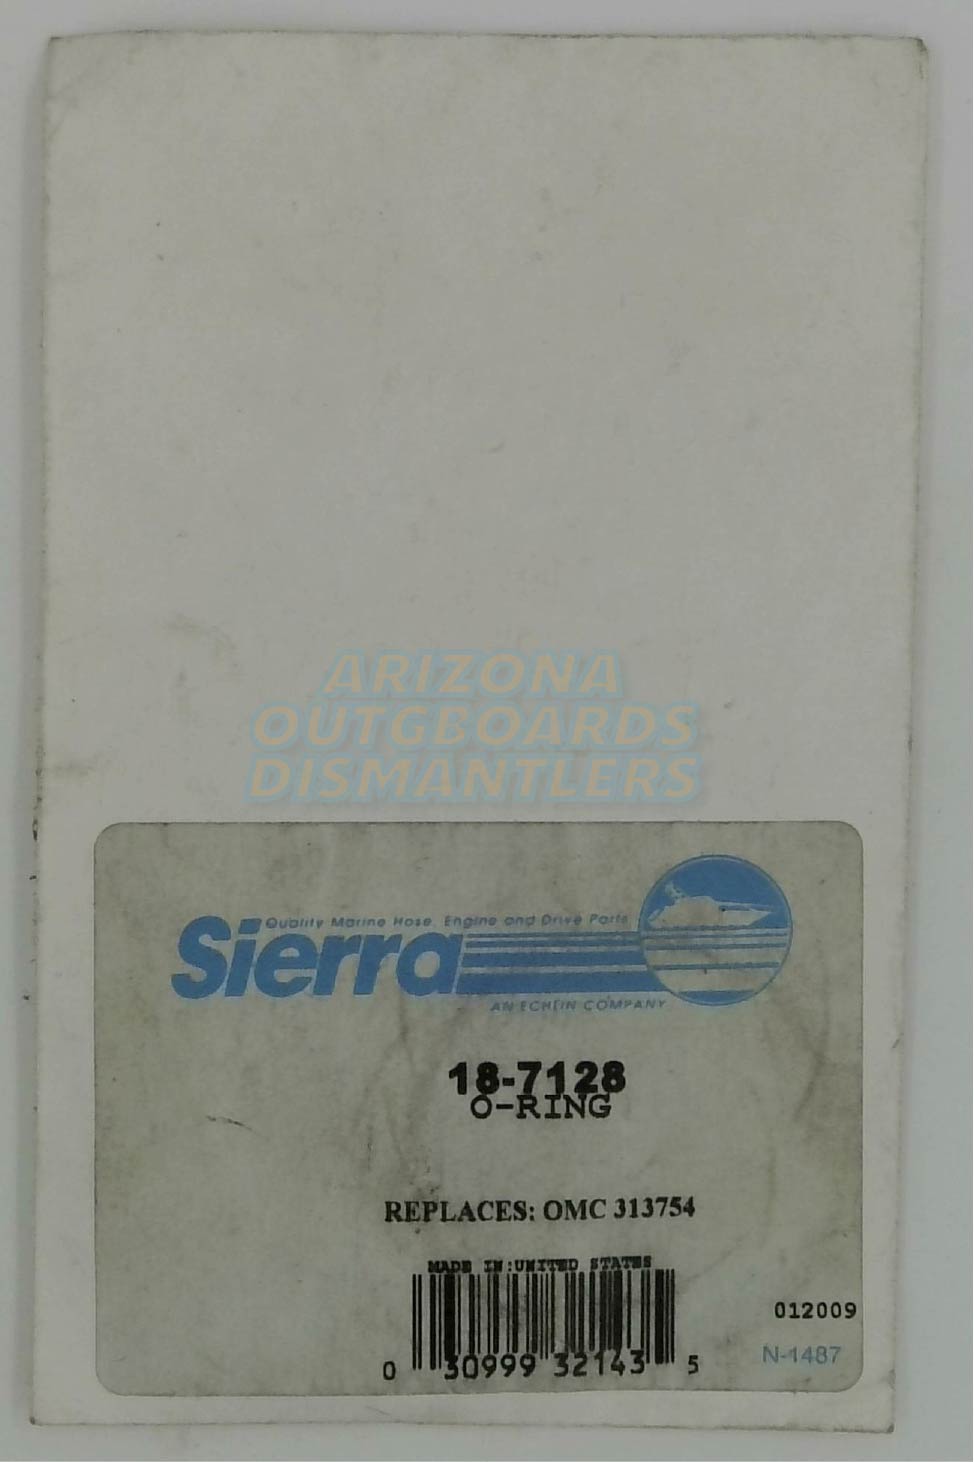 ARIZONA
OUTGBOARDS
DISMANTLERS
Quality Marine Hose, Engine and Drive Parts
Sierra
AN ECHLIN COMPANY
18-7128
O-RING
REPLACES: OMC 313754
MADE IN:UNITED STATES
012009
0 30999 32143 5
N-1487